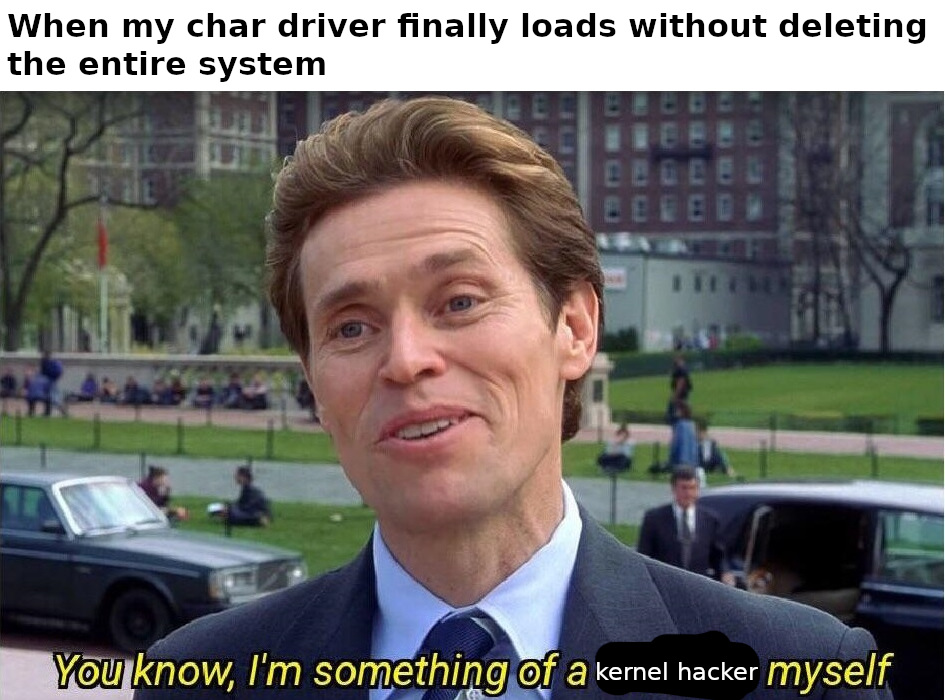 When my char driver finally loads without deleting
the entire system
You know, I'm something of a kernel hacker myself